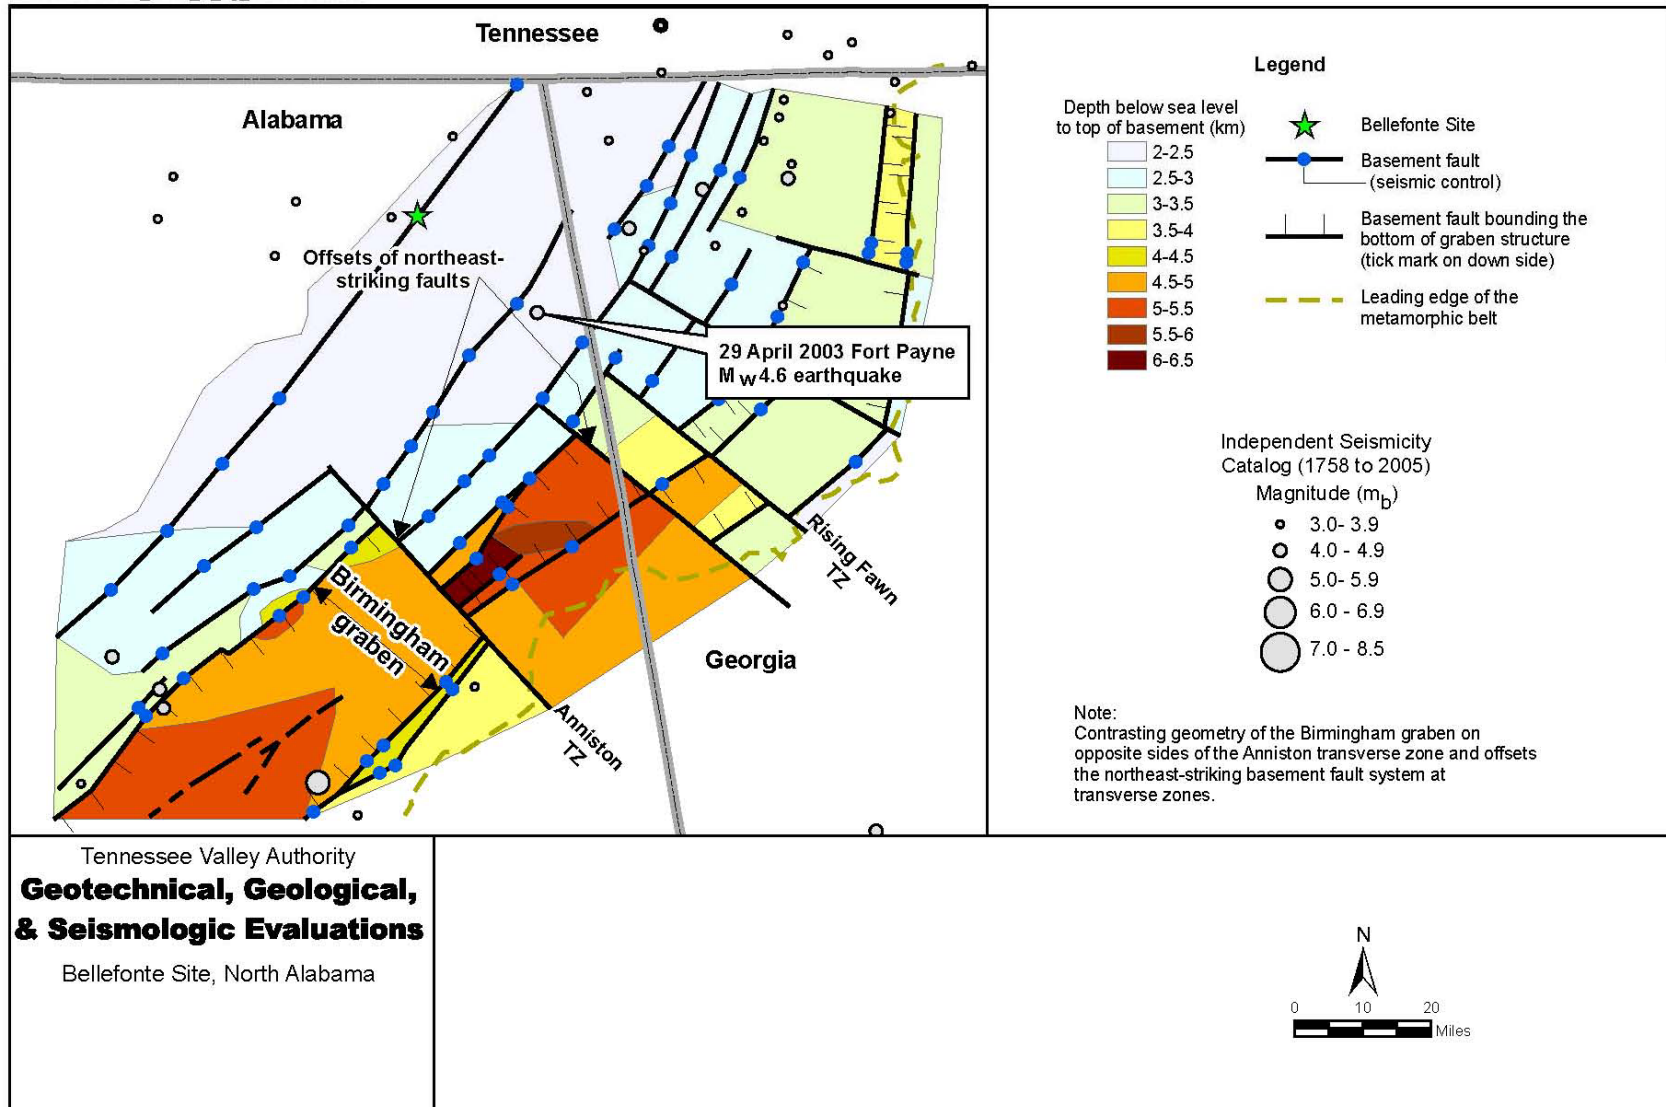 Tennessee
Alabama
Offsets of northeast-
striking faults
29 April 2003 Fort Payne
Mw4.6 earthquake
Birmingham
graben
Rising Fawn
TZ
Georgia
Anniston
TZ
Legend
Depth below sea level
to top of basement (km)
2-2.5
2.5-3
3-3.5
3.5-4
4-4.5
4.5-5
5-5.5
5.5-6
6-6.5
Bellefonte Site
Basement fault
(seismic control)
Basement fault bounding the
bottom of graben structure
(tick mark on down side)
Leading edge of the
metamorphic belt
Independent Seismicity
Catalog (1758 to 2005)
Magnitude (mb)
3.0- 3.9
4.0 - 4.9
5.0- 5.9
6.0 - 6.9
7.0 - 8.5
Note:
Contrasting geometry of the Birmingham graben on
opposite sides of the Anniston transverse zone and offsets
the northeast-striking basement fault system at
transverse zones.
Tennessee Valley Authority
Geotechnical, Geological,
& Seismologic Evaluations
Bellefonte Site, North Alabama
N
0 10 20
Miles